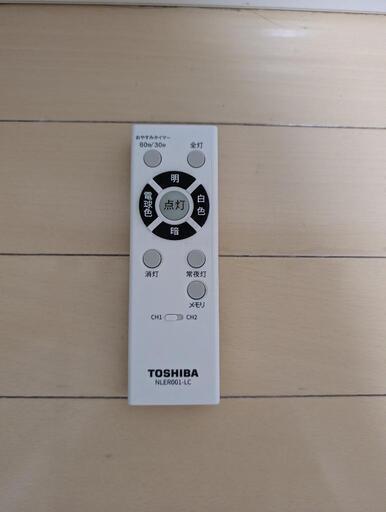 おやすみタイマー
60分/30分 全灯
明
電球色 点灯 白色
暗
消灯 常夜灯
メモリ
CH1 CH2
TOSHIBA
NLER001-LC